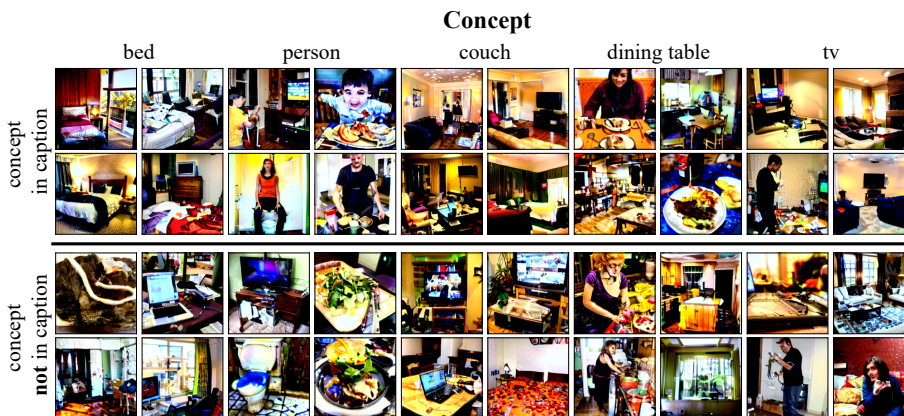 Concept
bed person couch dining table tv
concept
in caption
concept
not in caption